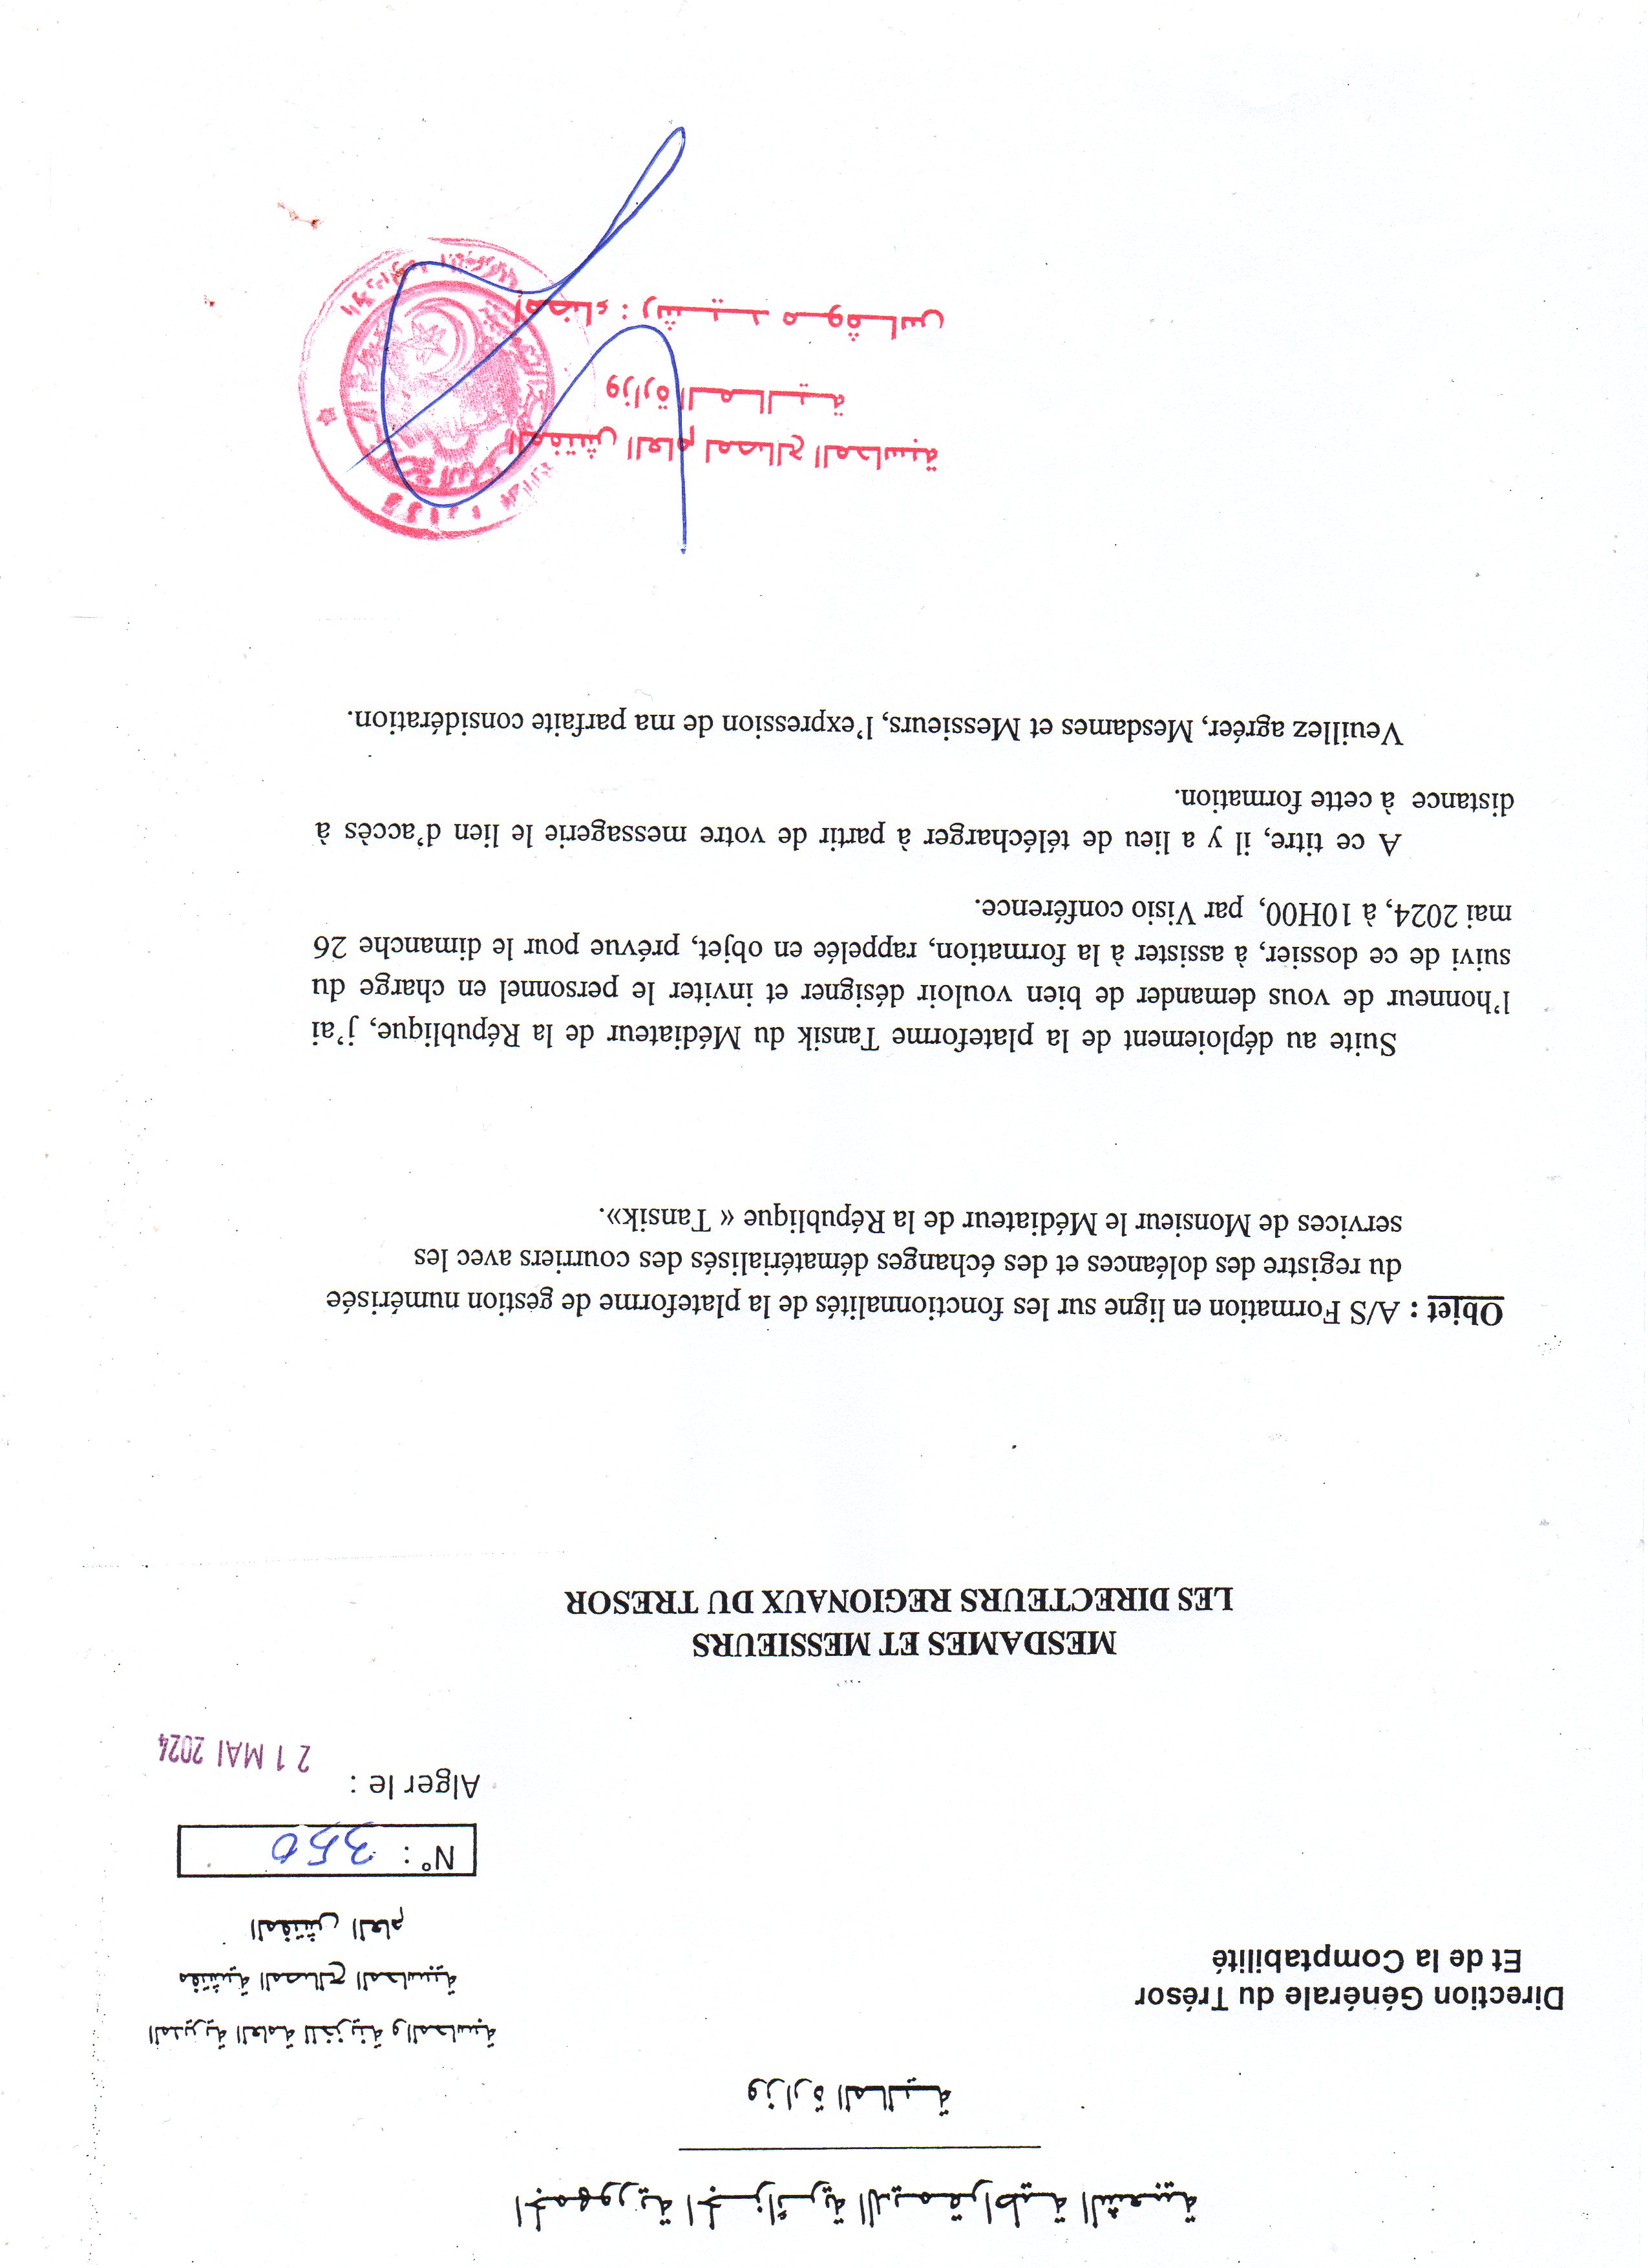 الجمهورية الجزائرية الديمقراطية الشعبية
وزارة المالية
المديرية العامة للخزينة والمحاسبة
مفتشية المصالح المحاسبية
المفتش العام
Direction Générale du Trésor
Et de la Comptabilité
N° : 350
Alger le :
21 MAI 2024
MESDAMES ET MESSIEURS
LES DIRECTEURS REGIONAUX DU TRESOR
Objet : A/S Formation en ligne sur les fonctionnalités de la plateforme de gestion numérisée
du registre des doléances et des échanges dématérialisés des courriers avec les
services de Monsieur le Médiateur de la République « Tansik».
Suite au déploiement de la plateforme Tansik du Médiateur de la République, j’ai
l’honneur de vous demander de bien vouloir désigner et inviter le personnel en charge du
suivi de ce dossier, à assister à la formation, rappelée en objet, prévue pour le dimanche 26
mai 2024, à 10H00, par Visio conférence.
A ce titre, il y a lieu de télécharger à partir de votre messagerie le lien d’accès à
distance à cette formation.
Veuillez agréer, Mesdames et Messieurs, l’expression de ma parfaite considération.
المفتش العام لمصالح المحاسبة
وزارة المالية
إمضاء : رشيد موڤاس
وزارة المالية